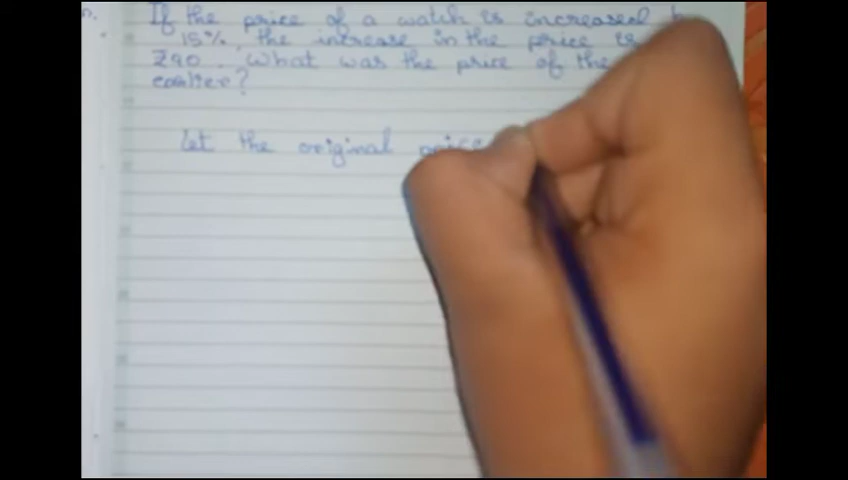 If the price of a watch is increased
15%, the increase in the price is
₹90. What was the price of the
earlier?
Let the original price